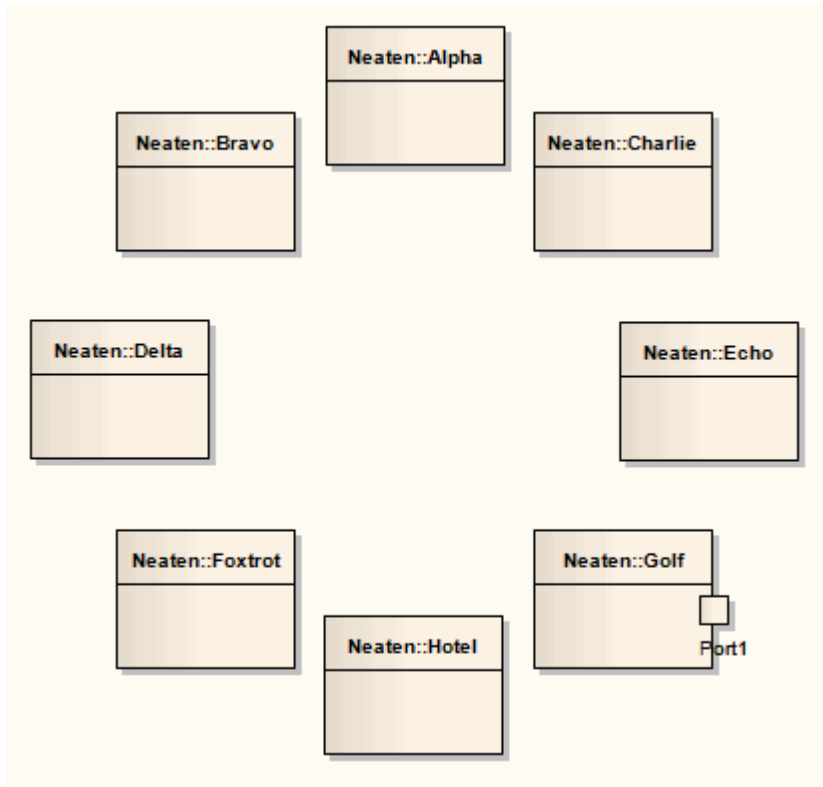 Neaten::Alpha
Neaten::Bravo
Neaten::Charlie
Neaten::Delta
Neaten::Echo
Neaten::Foxtrot
Neaten::Golf
Port1
Neaten::Hotel